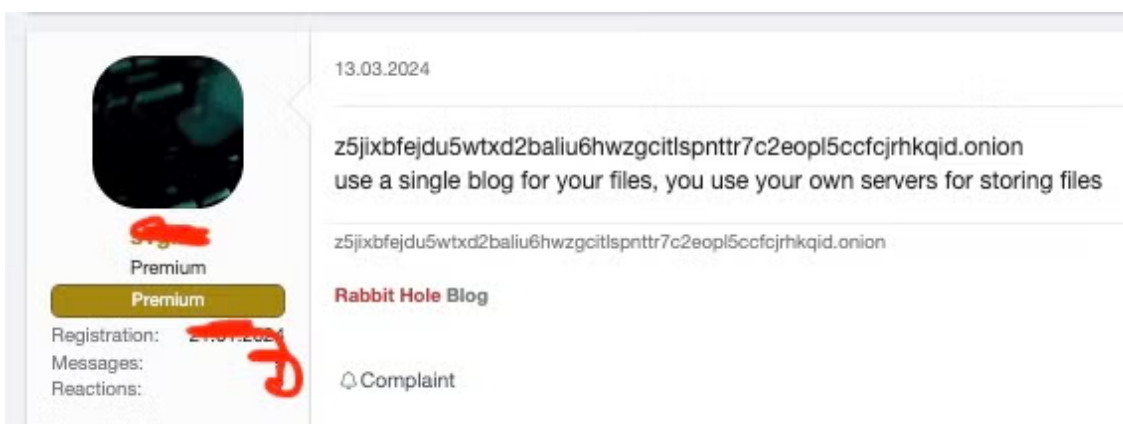 13.03.2024
z5jixbfejdu5wtxd2baliu6hwzgcitlspnttr7c2eopl5ccfcjrhkqid.onion
use a single blog for your files, you use your own servers for storing files
z5jixbfejdu5wtxd2baliu6hwzgcitlspnttr7c2eopl5ccfcjrhkqid.onion
Rabbit Hole Blog
Complaint
Premium
Premium
Registration:
Messages:
Reactions: